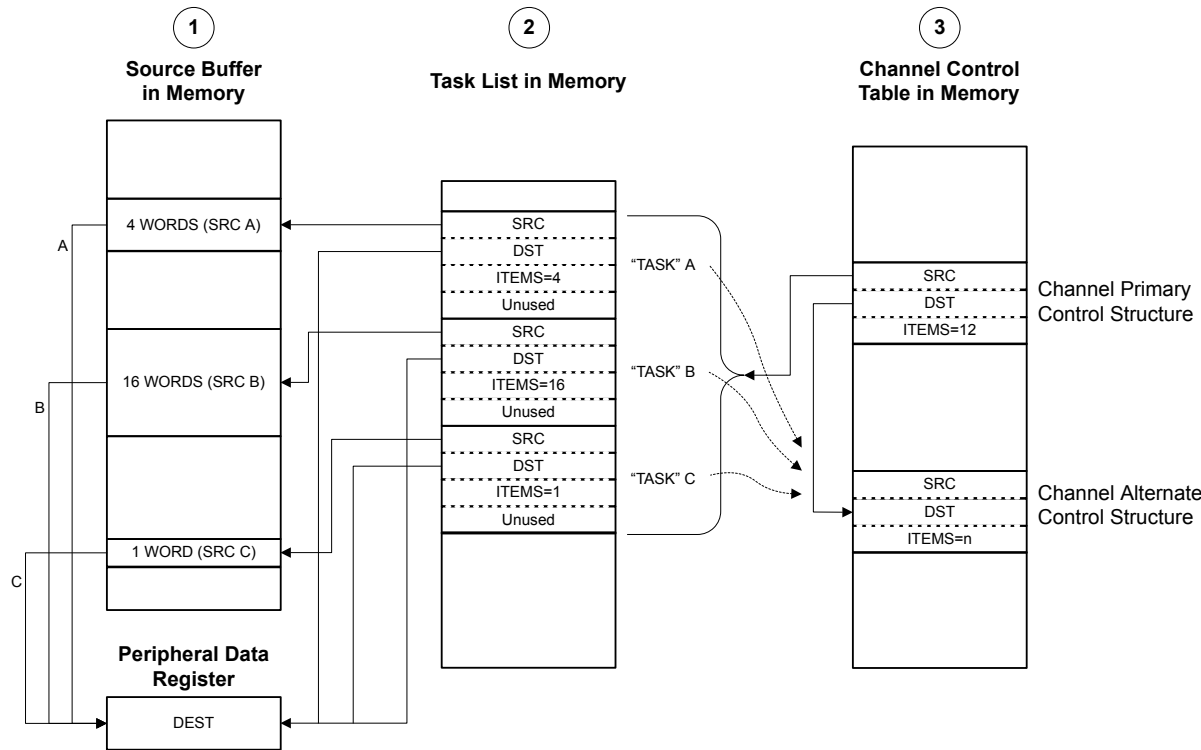 1
Source Buffer
in Memory
4 WORDS (SRC A)
16 WORDS (SRC B)
1 WORD (SRC C)
A
B
C
Peripheral Data
Register
DEST
2
Task List in Memory
SRC
DST
ITEMS=4
Unused
SRC
DST
ITEMS=16
Unused
SRC
DST
ITEMS=1
Unused
“TASK” A
“TASK” B
“TASK” C
3
Channel Control
Table in Memory
SRC
DST
ITEMS=12
Channel Primary
Control Structure
SRC
DST
ITEMS=n
Channel Alternate
Control Structure